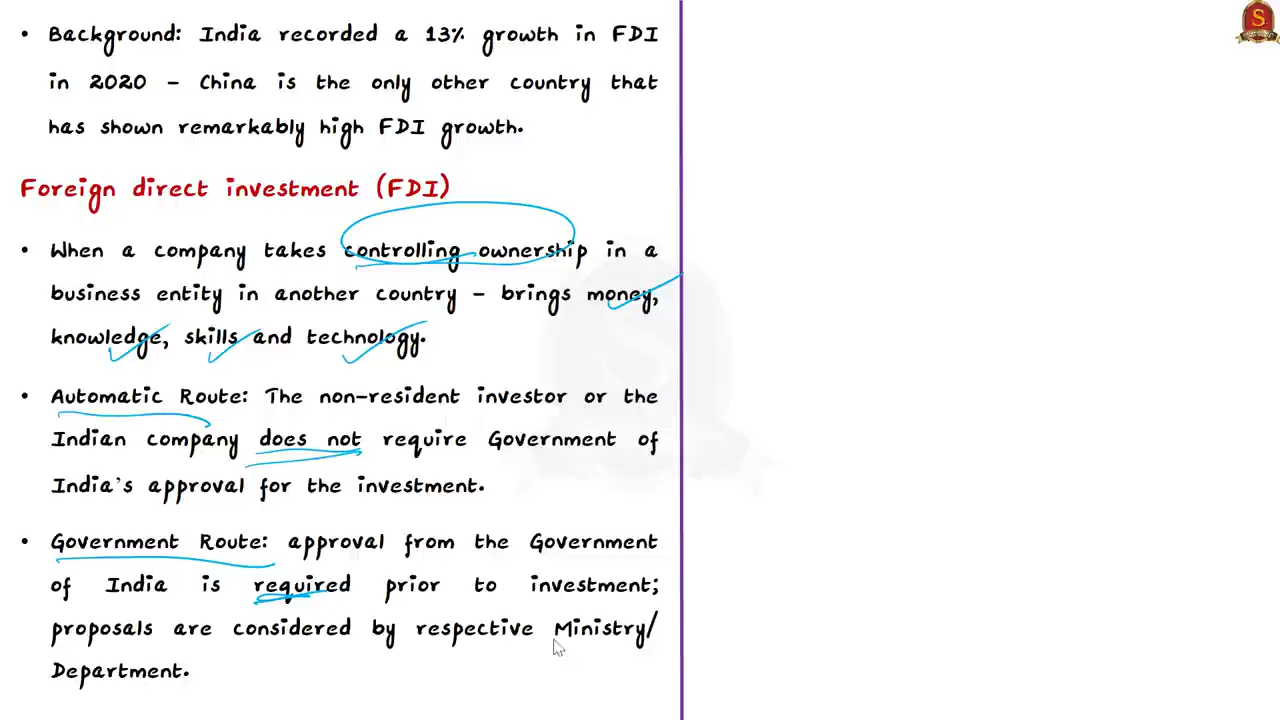 • Background: India recorded a 13% growth in FDI
in 2020 – China is the only other country that
has shown remarkably high FDI growth.
Foreign direct investment (FDI)
• When a company takes controlling ownership in a
business entity in another country – brings money,
knowledge, skills and technology.
• Automatic Route: The non-resident investor or the
Indian company does not require Government of
India's approval for the investment.
• Government Route: approval from the Government
of India is required prior to investment;
proposals are considered by respective Ministry/
Department.
S